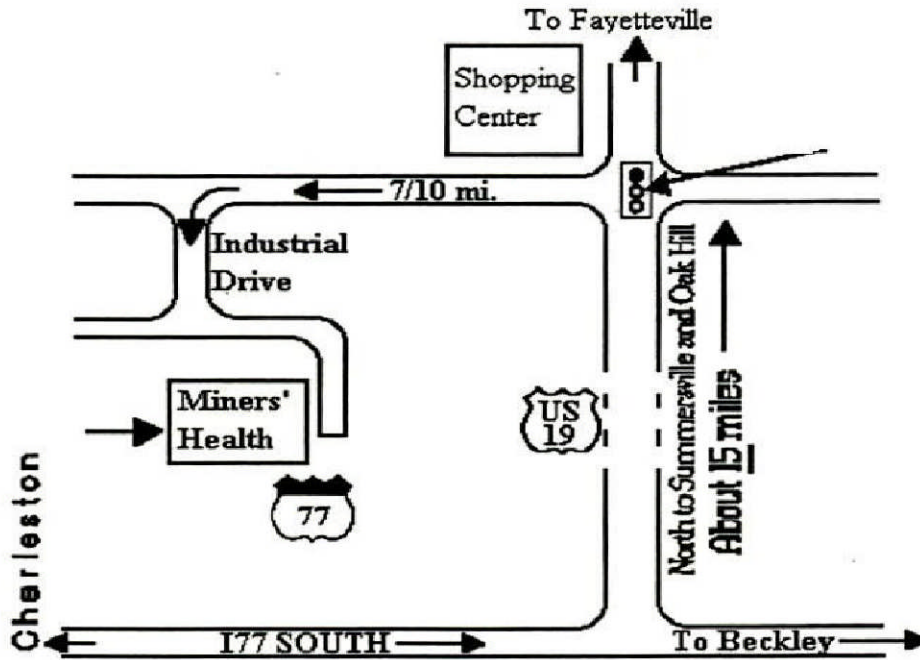 To Fayetteville
Shopping
Center
7/10 mi.
Industrial
Drive
North to Summersville and Oak Hill
About 15 miles
Miners'
Health
US
19
77
Charleston
I77 SOUTH
To Beckley